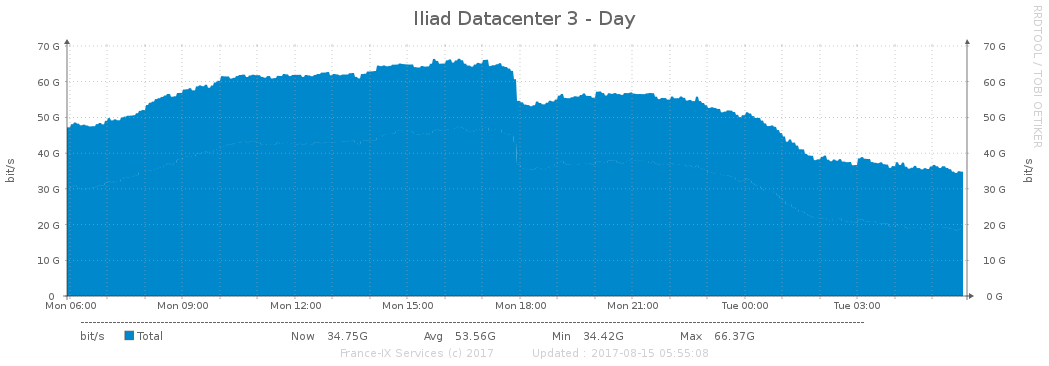 Iliad Datacenter 3 - Day
RRDTOOL / TOBI OETIKER
70 G 70 G
60 G 60 G
50 G 50 G
40 G 40 G
30 G 30 G
20 G 20 G
10 G 10 G
0 0 G
bit/s bit/s
Mon 06:00 Mon 09:00 Mon 12:00 Mon 15:00 Mon 18:00 Mon 21:00 Tue 00:00 Tue 03:00
bit/s Total Now 34.75G Avg 53.56G Min 34.42G Max 66.37G
France-IX Services (c) 2017 Updated : 2017-08-15 05:55:08